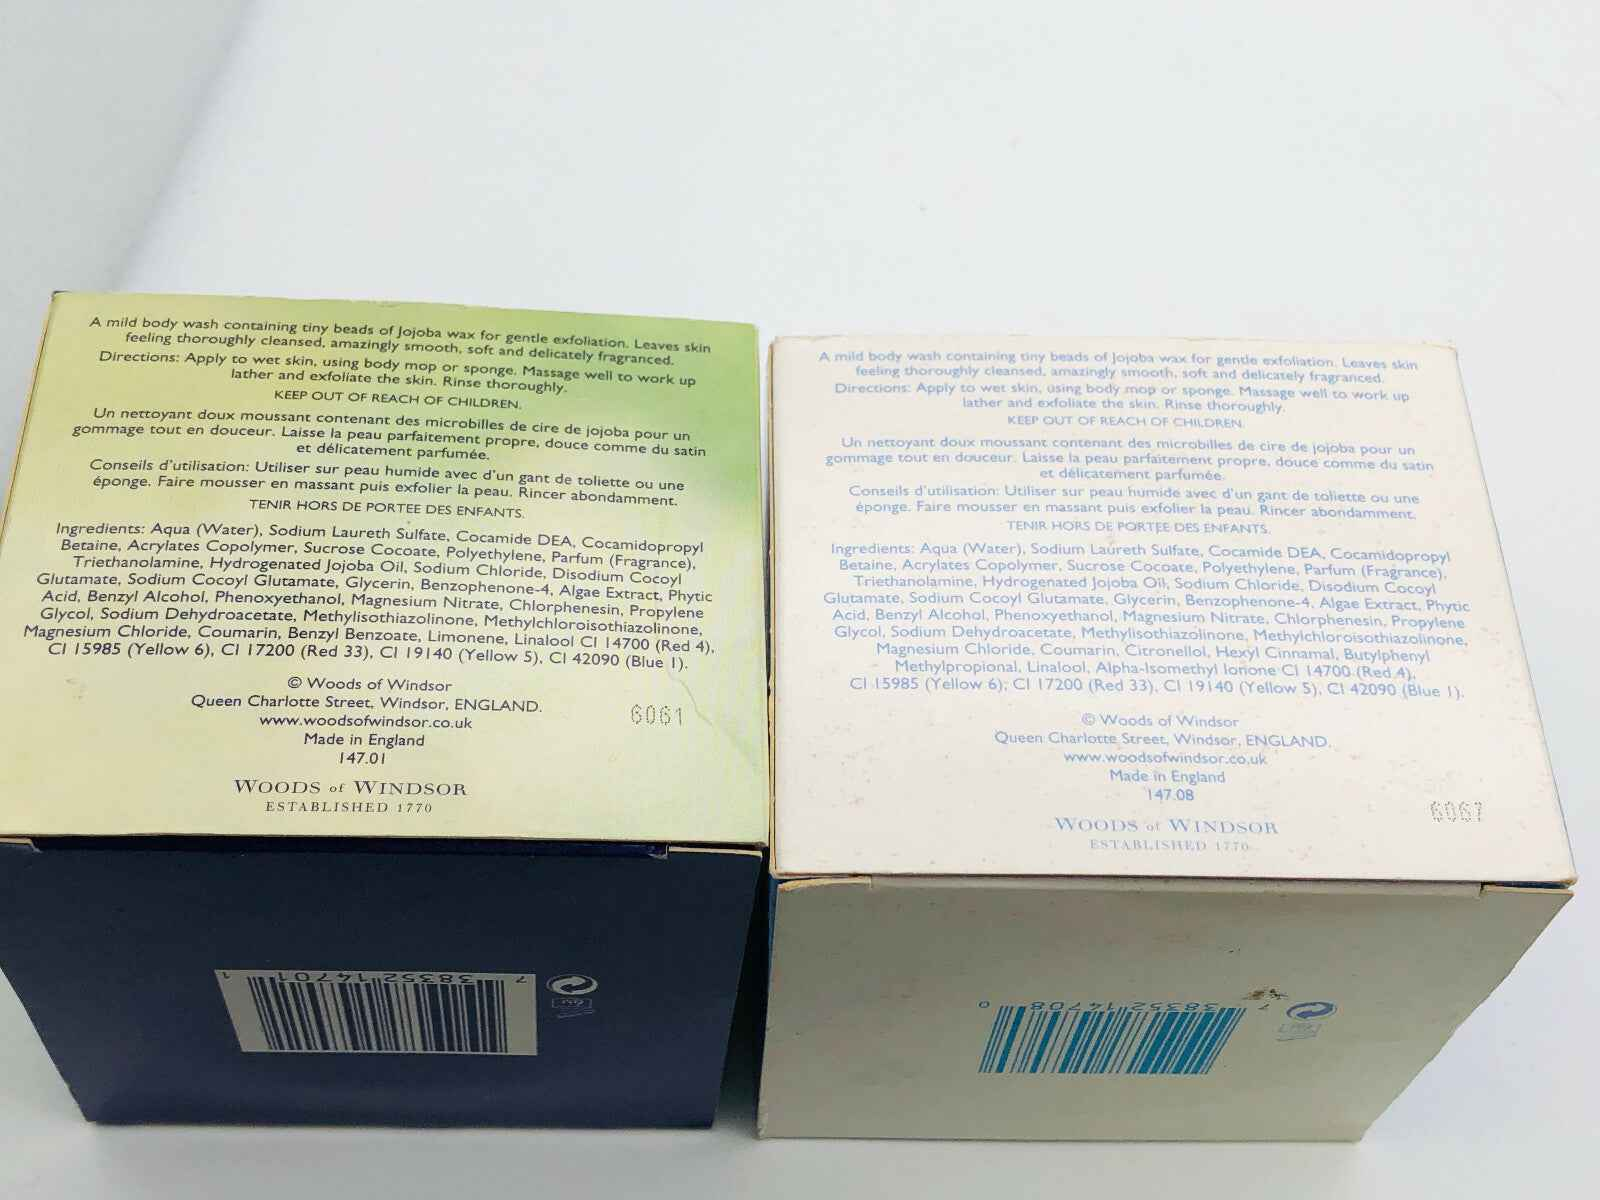 A mild body wash containing tiny beads of Jojoba wax for gentle exfoliation. Leaves skin
feeling thoroughly cleansed, amazingly smooth, soft and delicately fragranced.
Directions: Apply to wet skin, using body mop or sponge. Massage well to work up
lather and exfoliate the skin. Rinse thoroughly.
KEEP OUT OF REACH OF CHILDREN.
Un nettoyant doux moussant contenant des microbilles de cire de jojoba pour un
gommage tout en douceur. Laisse la peau parfaitement propre, douce comme du satin
et délicatement parfumée.
Conseils d'utilisation: Utiliser sur peau humide avec d'un gant de toliette ou une
éponge. Faire mousser en massant puis exfolier la peau. Rincer abondamment.
TENIR HORS DE PORTEE DES ENFANTS.
Ingredients: Aqua (Water), Sodium Laureth Sulfate, Cocamide DEA, Cocamidopropyl
Betaine, Acrylates Copolymer, Sucrose Cocoate, Polyethylene, Parfum (Fragrance),
Triethanolamine, Hydrogenated Jojoba Oil, Sodium Chloride, Disodium Cocoyl
Glutamate, Sodium Cocoyl Glutamate, Glycerin, Benzophenone-4, Algae Extract, Phytic
Acid, Benzyl Alcohol, Phenoxyethanol, Magnesium Nitrate, Chlorphenesin, Propylene
Glycol, Sodium Dehydroacetate, Methylisothiazolinone, Methylchloroisothiazolinone,
Magnesium Chloride, Coumarin, Benzyl Benzoate, Limonene, Linalool CI 14700 (Red 4),
CI 15985 (Yellow 6), CI 17200 (Red 33), CI 19140 (Yellow 5), CI 42090 (Blue 1).
© Woods of Windsor
Queen Charlotte Street, Windsor, ENGLAND.
www.woodsofwindsor.co.uk
Made in England
147.01
6061
WOODS of WINDSOR
ESTABLISHED 1770
7 38352 14701 1
A mild body wash containing tiny beads of Jojoba wax for gentle exfoliation. Leaves skin
feeling thoroughly cleansed, amazingly smooth, soft and delicately fragranced.
Directions: Apply to wet skin, using body mop or sponge. Massage well to work up
lather and exfoliate the skin. Rinse thoroughly.
KEEP OUT OF REACH OF CHILDREN.
Un nettoyant doux moussant contenant des microbilles de cire de jojoba pour un
gommage tout en douceur. Laisse la peau parfaitement propre, douce comme du satin
et délicatement parfumée.
Conseils d'utilisation: Utiliser sur peau humide avec d'un gant de toliette ou une
éponge. Faire mousser en massant puis exfolier la peau. Rincer abondamment.
TENIR HORS DE PORTEE DES ENFANTS.
Ingredients: Aqua (Water), Sodium Laureth Sulfate, Cocamide DEA, Cocamidopropyl
Betaine, Acrylates Copolymer, Sucrose Cocoate, Polyethylene, Parfum (Fragrance),
Triethanolamine, Hydrogenated Jojoba Oil, Sodium Chloride, Disodium Cocoyl
Glutamate, Sodium Cocoyl Glutamate, Glycerin, Benzophenone-4, Algae Extract, Phytic
Acid, Benzyl Alcohol, Phenoxyethanol, Magnesium Nitrate, Chlorphenesin, Propylene
Glycol, Sodium Dehydroacetate, Methylisothiazolinone, Methylchloroisothiazolinone,
Magnesium Chloride, Coumarin, Citronellol, Hexyl Cinnamal, Butylphenyl
Methylpropional, Linalool, Alpha-Isomethyl Ionone CI 14700 (Red 4),
CI 15985 (Yellow 6), CI 17200 (Red 33), CI 19140 (Yellow 5), CI 42090 (Blue 1).
© Woods of Windsor
Queen Charlotte Street, Windsor, ENGLAND.
www.woodsofwindsor.co.uk
Made in England
147.08
6067
WOODS of WINDSOR
ESTABLISHED 1770
7 38352 14708 0